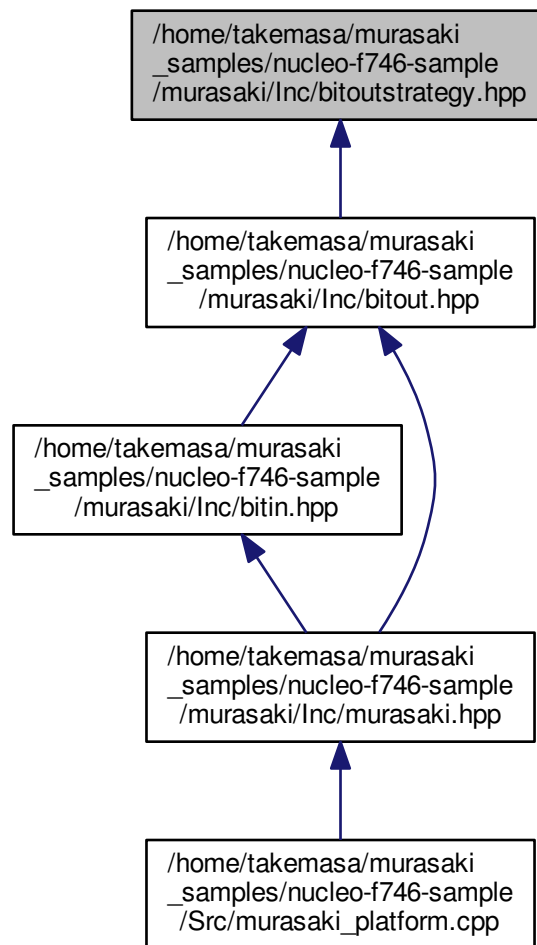 /home/takemasa/murasaki
_samples/nucleo-f746-sample
/murasaki/Inc/bitoutstrategy.hpp
/home/takemasa/murasaki
_samples/nucleo-f746-sample
/murasaki/Inc/bitout.hpp
/home/takemasa/murasaki
_samples/nucleo-f746-sample
/murasaki/Inc/bitin.hpp
/home/takemasa/murasaki
_samples/nucleo-f746-sample
/murasaki/Inc/murasaki.hpp
/home/takemasa/murasaki
_samples/nucleo-f746-sample
/Src/murasaki_platform.cpp